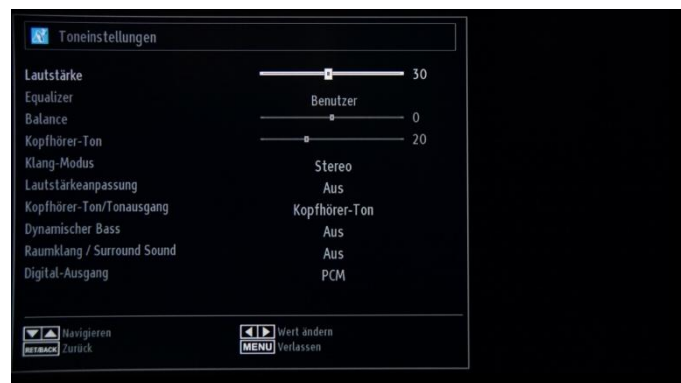 Toneinstellungen
Lautstärke 30
Equalizer Benutzer
Balance 0
Kopfhörer-Ton 20
Klang-Modus Stereo
Lautstärkeanpassung Aus
Kopfhörer-Ton/Tonausgang Kopfhörer-Ton
Dynamischer Bass Aus
Raumklang / Surround Sound Aus
Digital-Ausgang PCM
Navigieren Wert ändern
RET/BACK Zurück MENU Verlassen